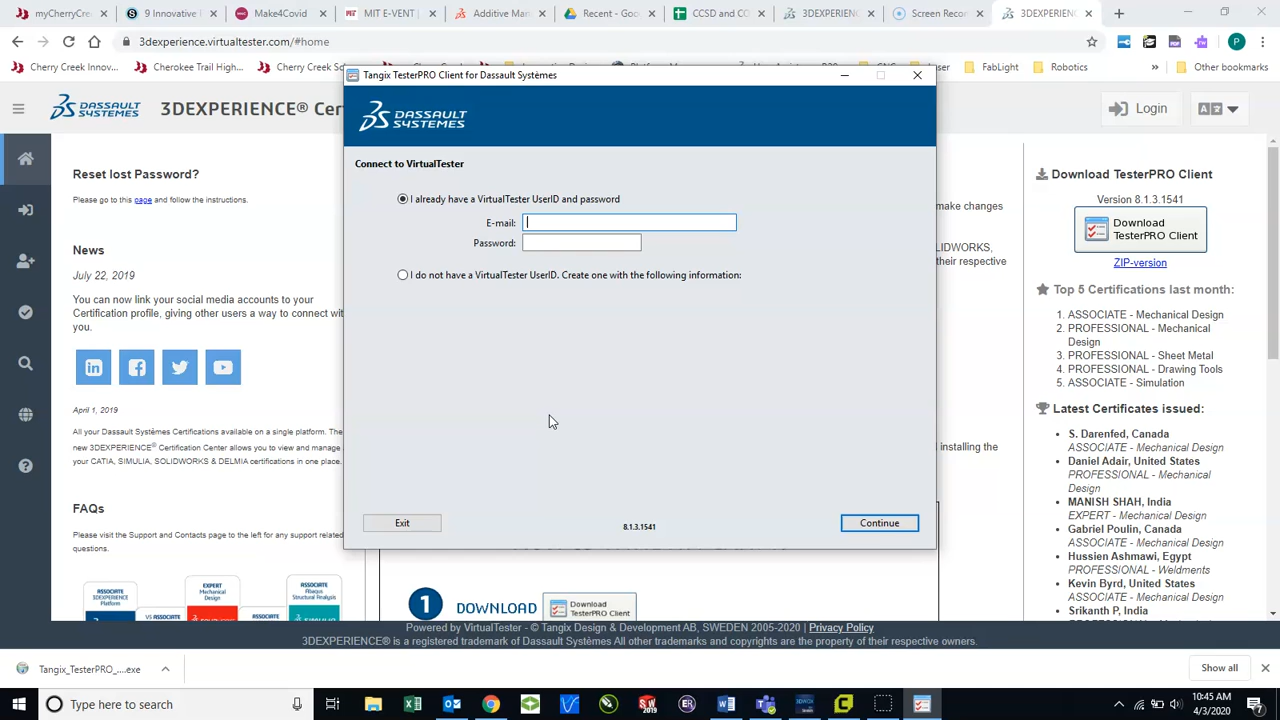 myCherryCre
9 Innovative F
Make4Covid
MIT E-VENT |
Additive Man
Recent - Goo
CCSD and CO
3DEXPERIENC
Screen Recor
3DEXPERIENC
3dexperience.virtualtester.com/#home
P
Cherry Creek Innov...
Cherokee Trail High...
Cherry Creek Sc
FabLight
Robotics
»
Other bookmarks
Tangix TesterPRO Client for Dassault Systèmes
DASSAULT SYSTEMES
3DEXPERIENCE® Cer
Login
DASSAULT SYSTEMES
Connect to VirtualTester
I already have a VirtualTester UserID and password
E-mail:
Password:
I do not have a VirtualTester UserID. Create one with the following information:
Exit
8.1.3.1541
Continue
Reset lost Password?
Please go to this page and follow the instructions.
News
July 22, 2019
You can now link your social media accounts to your
Certification profile, giving other users a way to connect wit
you.
April 1, 2019
All your Dassault Systèmes Certifications available on a single platform. The
new 3DEXPERIENCE® Certification Center allows you to view and manage
your CATIA, SIMULIA, SOLIDWORKS & DELMIA certifications in one place.
FAQs
Please visit the Support and Contacts page to the left for any support related
questions.
ASSOCIATE
3DEXPERIENCE
Platform
EXPERT
Mechanical
Design
ASSOCIATE
Abaqus
Structural Analysis
make changes
IDWORKS,
their respective
d installing the
1 DOWNLOAD
Download
TesterPRO Client
Download TesterPRO Client
Version 8.1.3.1541
Download
TesterPRO Client
ZIP-version
Top 5 Certifications last month:
1. ASSOCIATE - Mechanical Design
2. PROFESSIONAL - Mechanical
Design
3. PROFESSIONAL - Sheet Metal
4. PROFESSIONAL - Drawing Tools
5. ASSOCIATE - Simulation
Latest Certificates issued:
• S. Darenfed, Canada
ASSOCIATE - Mechanical Design
• Daniel Adair, United States
PROFESSIONAL - Mechanical
Design
• MANISH SHAH, India
EXPERT - Mechanical Design
• Gabriel Poulin, Canada
ASSOCIATE - Mechanical Design
• Hussien Ashmawi, Egypt
PROFESSIONAL - Weldments
• Kevin Byrd, United States
ASSOCIATE - Mechanical Design
• Srikanth P, India
Powered by VirtualTester - © Tangix Design & Development AB, SWEDEN 2005-2020 | Privacy Policy
3DEXPERIENCE® is a registered trademark of Dassault Systèmes All other trademarks and copyrights are the property of their respective owners.
Tangix_TesterPRO_....exe
Show all
Type here to search
10:45 AM
4/3/2020